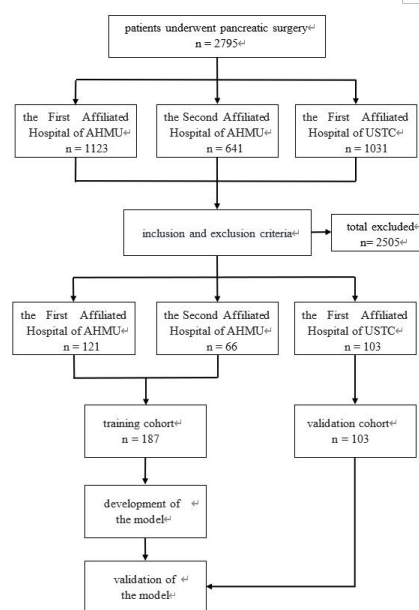 patients underwent pancreatic surgery↵
n = 2795↵
the First Affiliated
Hospital of AHMU↵
n = 1123
the Second Affiliated
Hospital of AHMU↵
n = 641
the First Affiliated
Hospital of USTC↵
n = 1031
inclusion and exclusion criteria↵
total excluded↵
n= 2505↵
the First Affiliated
Hospital of AHMU↵
n = 121
the Second Affiliated
Hospital of AHMU↵
n = 66
the First Affiliated
Hospital of USTC↵
n = 103
training cohort↵
n = 187
validation cohort↵
n = 103
development of ↵
the model↵
validation of ↵
the model↵